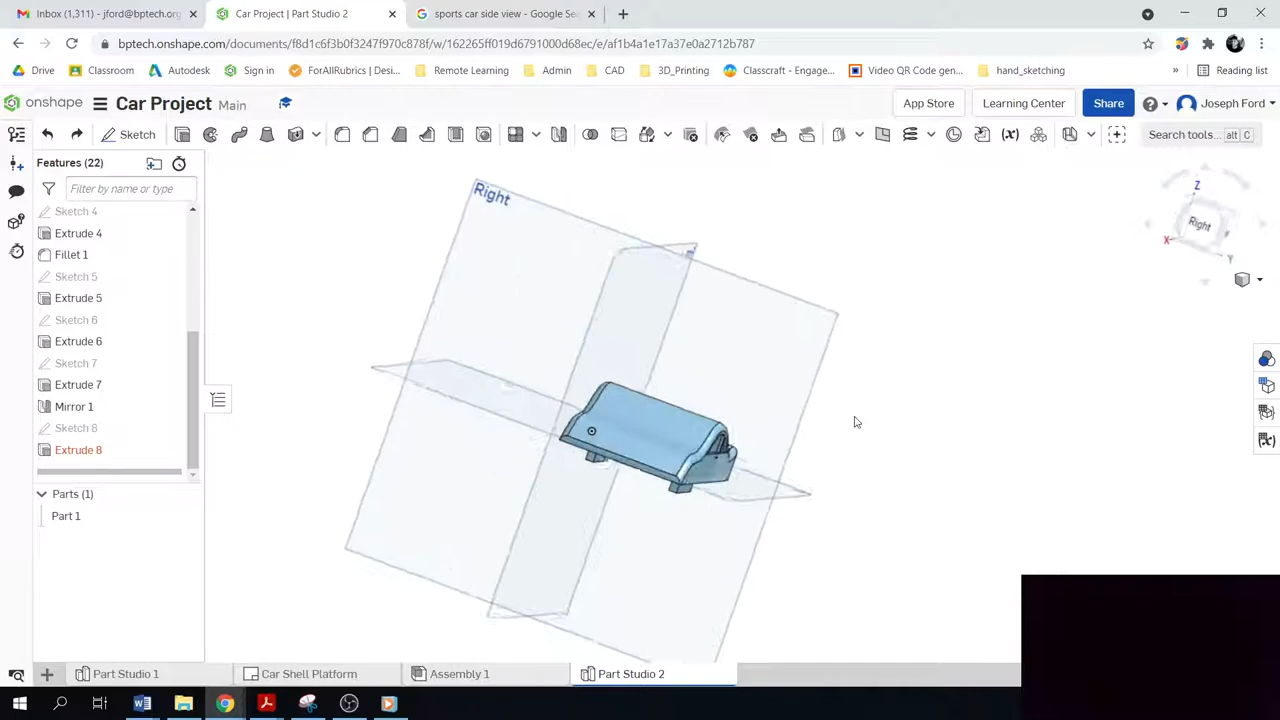 Inbox (1,311) - jford@bptech.org
Car Project | Part Studio 2
sports car side view - Google Se
bptech.onshape.com/documents/f8d1c6f3b0f3247f970c878f/w/162265ff019d6791000d68ec/e/af1b4a1e17a37e0a2712b787
Drive
Classroom
Autodesk
Sign in
ForAllRubrics | Desi...
Remote Learning
Admin
CAD
3D_Printing
Classcraft - Engage...
Video QR Code gen...
hand_sketching
»
Reading list
onshape
Car Project Main
App Store
Learning Center
Share
Joseph Ford
Sketch
Search tools... alt C
Features (22)
Filter by name or type
Sketch 4
Extrude 4
Fillet 1
Sketch 5
Extrude 5
Sketch 6
Extrude 6
Sketch 7
Extrude 7
Mirror 1
Sketch 8
Extrude 8
Parts (1)
Part 1
Right
Z
Right
X
Y
Part Studio 1
Car Shell Platform
Assembly 1
Part Studio 2